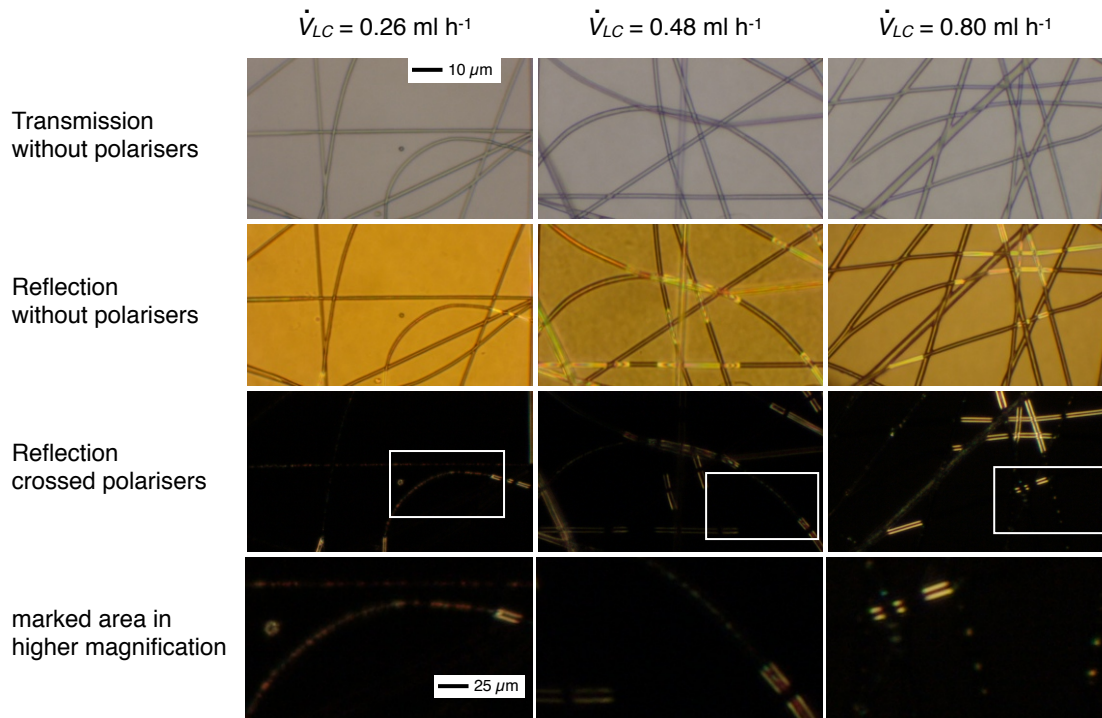 V̇LC = 0.26 ml h-1
V̇LC = 0.48 ml h-1
V̇LC = 0.80 ml h-1
10 µm
Transmission
without polarisers
Reflection
without polarisers
Reflection
crossed polarisers
marked area in
higher magnification
25 µm